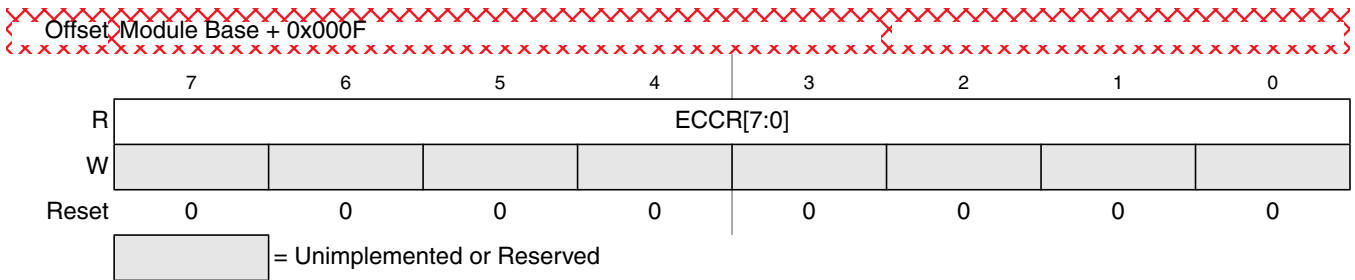 Offset Module Base + 0x000F
7 6 5 4 3 2 1 0
R ECCR[7:0]
W
Reset 0 0 0 0 0 0 0 0
= Unimplemented or Reserved